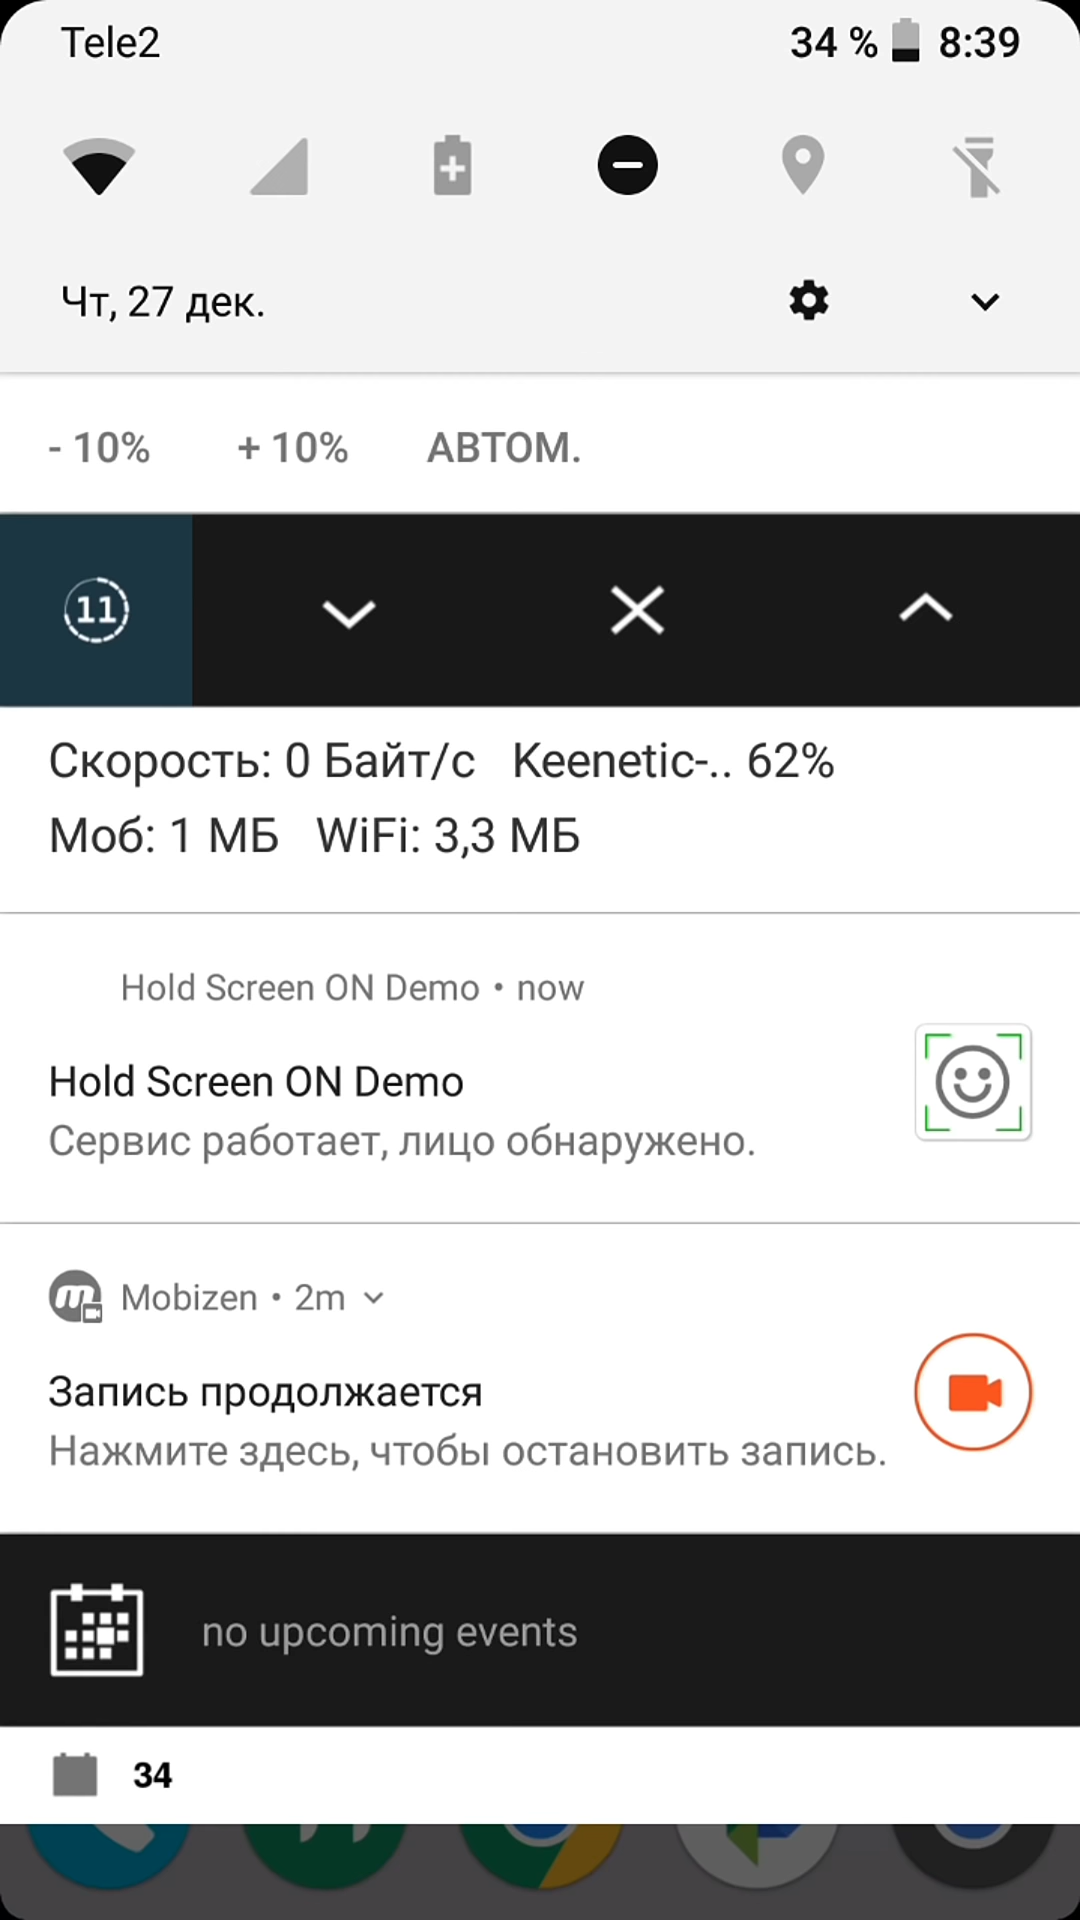 Tele2 34 % 8:39
Чт, 27 дек.
- 10% + 10% АВТОМ.
11
Скорость: 0 Байт/с Keenetic-.. 62%
Моб: 1 МБ WiFi: 3,3 МБ
Hold Screen ON Demo • now
Hold Screen ON Demo
Сервис работает, лицо обнаружено.
m Mobizen • 2m
Запись продолжается
Нажмите здесь, чтобы остановить запись.
no upcoming events
34